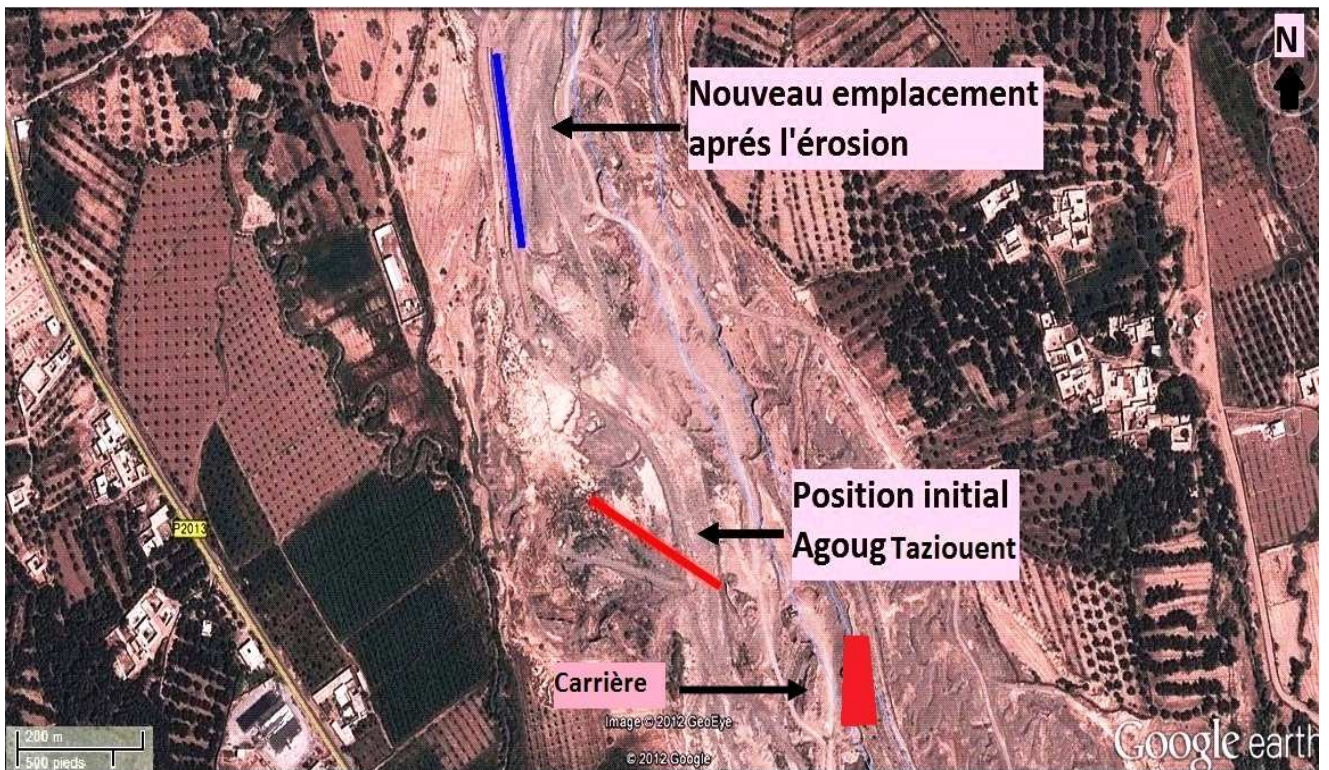 N
Nouveau emplacement
aprés l'érosion
P2013
Position initial
Agoug Taziouent
Carrière
Image © 2012 GeoEye
© 2012 Google
200 m
500 pieds
Google earth